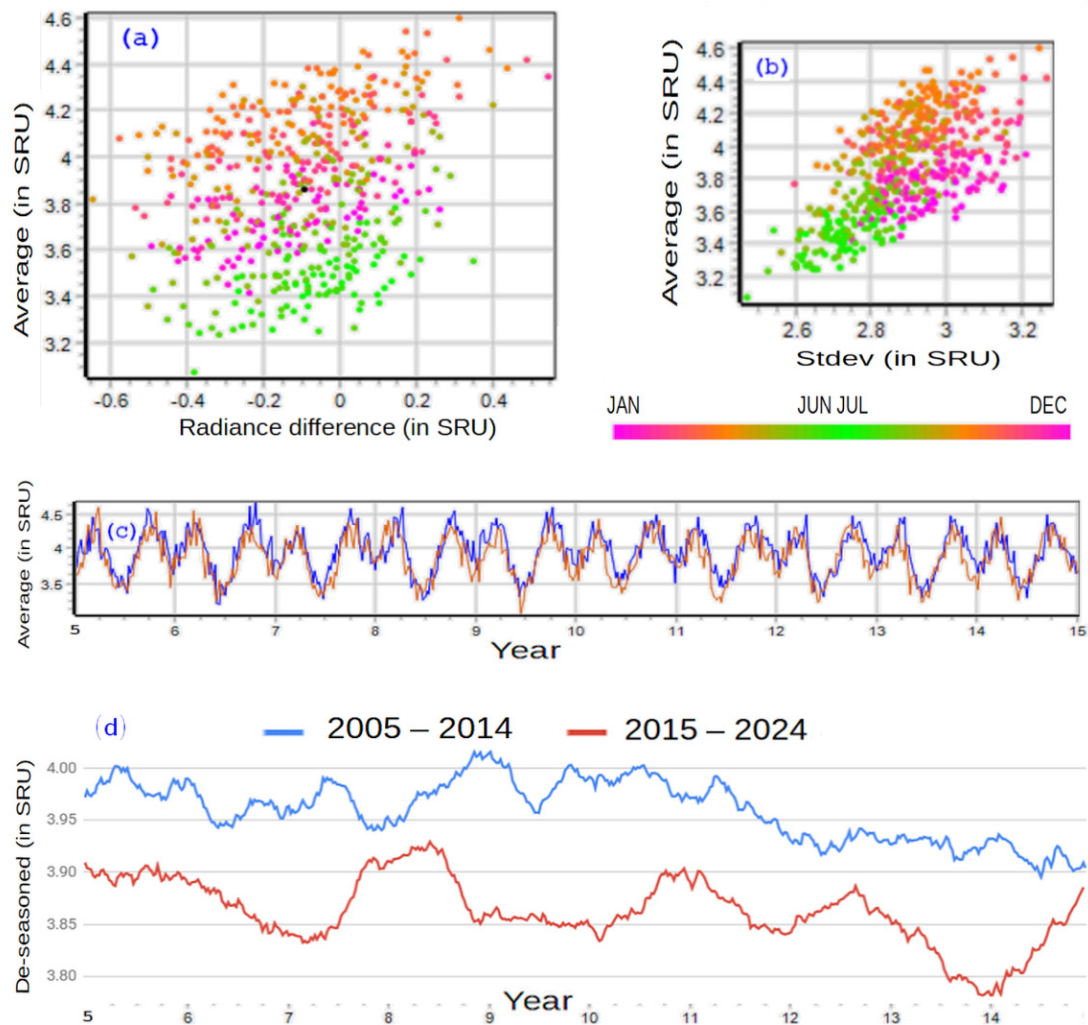 (a)
4.6
4.4
4.2
4
3.8
3.6
3.4
3.2
Average (in SRU)
-0.6 -0.4 -0.2 0 0.2 0.4
Radiance difference (in SRU)
(b)
4.6
4.4
4.2
4
3.8
3.6
3.4
3.2
Average (in SRU)
2.6 2.8 3 3.2
Stdev (in SRU)
JAN JUN JUL DEC
(c)
4.5
4
3.5
Average (in SRU)
5 6 7 8 9 10 11 12 13 14 15
Year
(d)
2005 – 2014 2015 – 2024
4.00
3.95
3.90
3.85
3.80
De-seasoned (in SRU)
Year
5 6 7 8 9 10 11 12 13 14